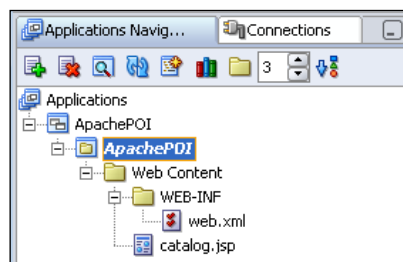 Applications Navig... Connections
3
Applications
ApachePOI
ApachePOI
Web Content
WEB-INF
web.xml
catalog.jsp